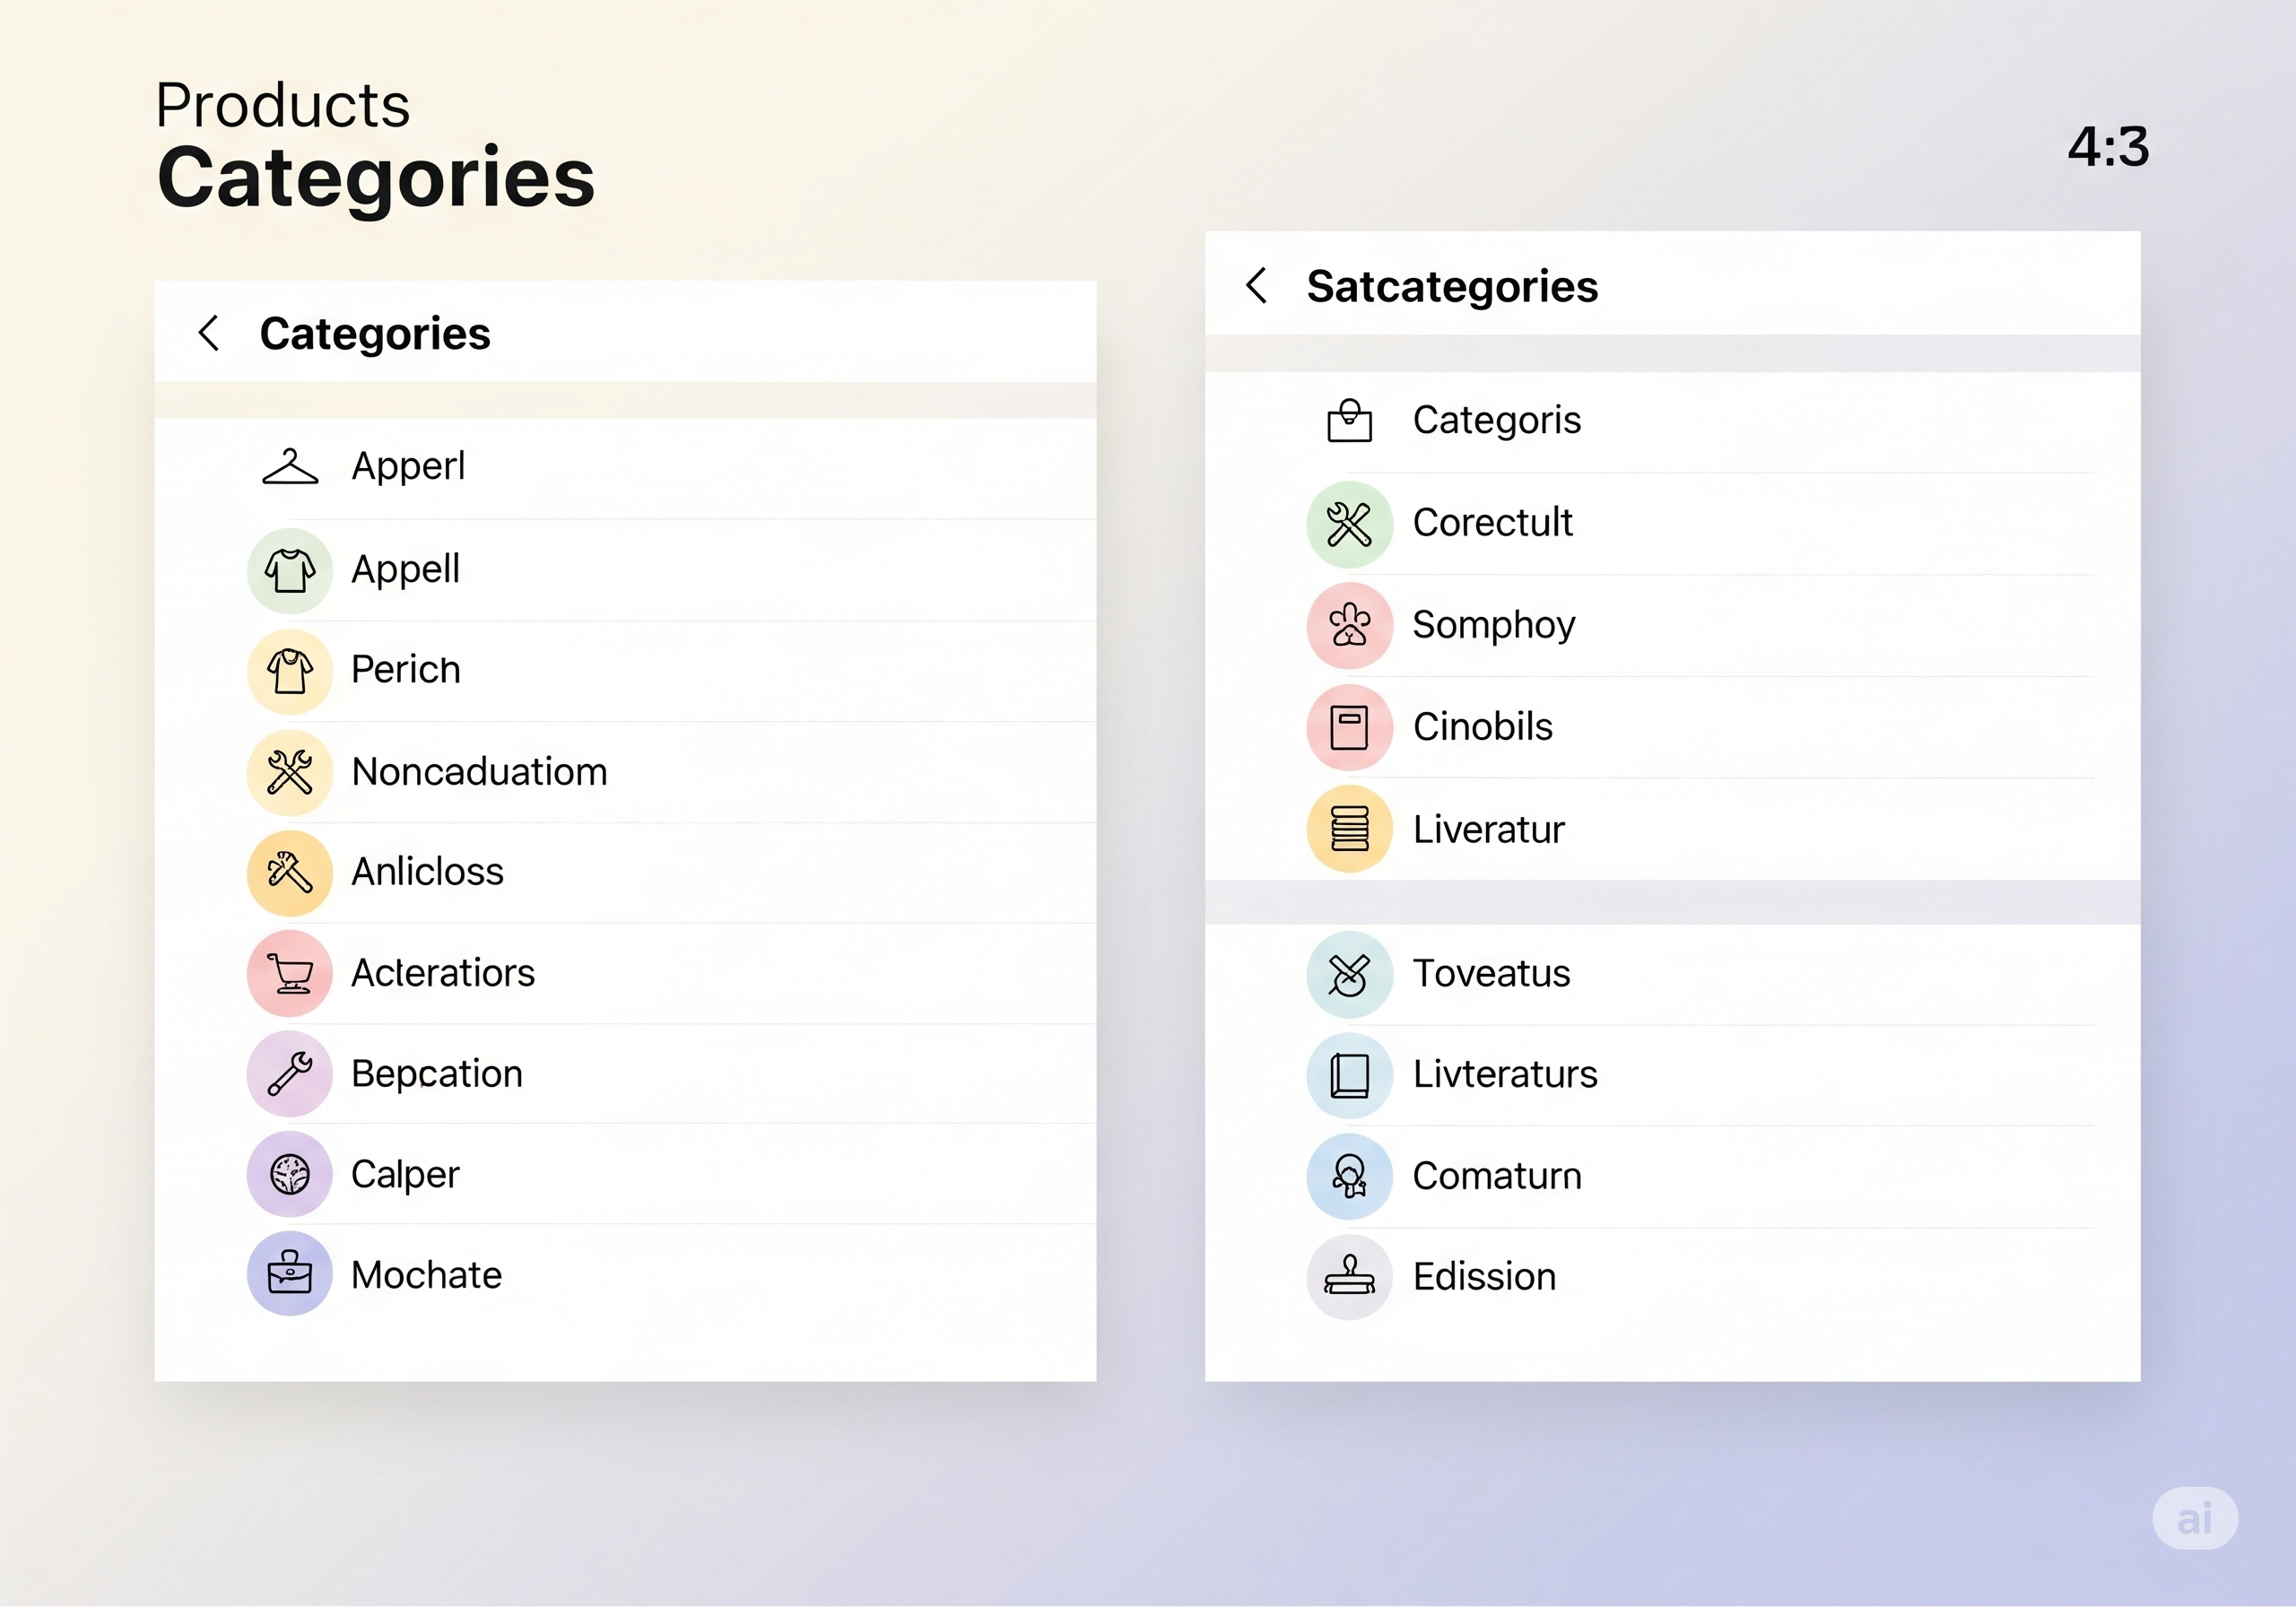 Products
Categories
4:3
Categories
Apperl
Appell
Perich
Noncaduatiom
Anlicloss
Acteratiors
Bepcation
Calper
Mochate
Satcategories
Categoris
Corectult
Somphoy
Cinobils
Liveratur
Toveatus
Livteraturs
Comaturn
Edission
ai